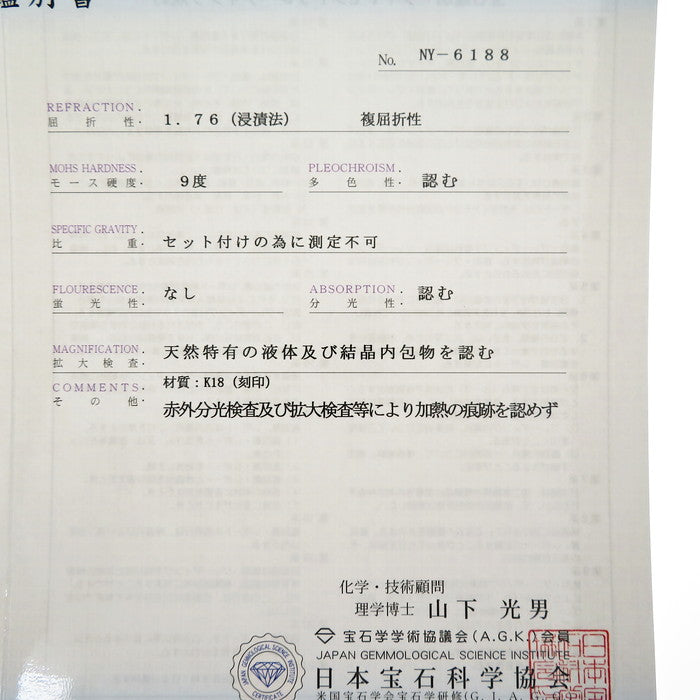 鑑別書
No. NY-6188
REFRACTION.
屈折性. 1.76 (浸漬法) 複屈折性
MOHS HARDNESS.
モース硬度. 9度
PLEOCHROISM.
多色性. 認む
SPECIFIC GRAVITY.
比重. セット付けの為に測定不可
FLOURESCENCE.
蛍光性. なし
ABSORPTION.
分光性. 認む
MAGNIFICATION.
拡大検査. 天然特有の液体及び結晶内包物を認む
COMMENTS.
その他. 材質:K18 (刻印)
赤外分光検査及び拡大検査等により加熱の痕跡を認めず
化学・技術顧問
理学博士 山下 光男
宝石学学術協議会 (A.G.K.) 会員
JAPAN GEMMOLOGICAL SCIENCE INSTITUTE
日本宝石科学協会
米国宝石学会宝石学研修(G.I.A.